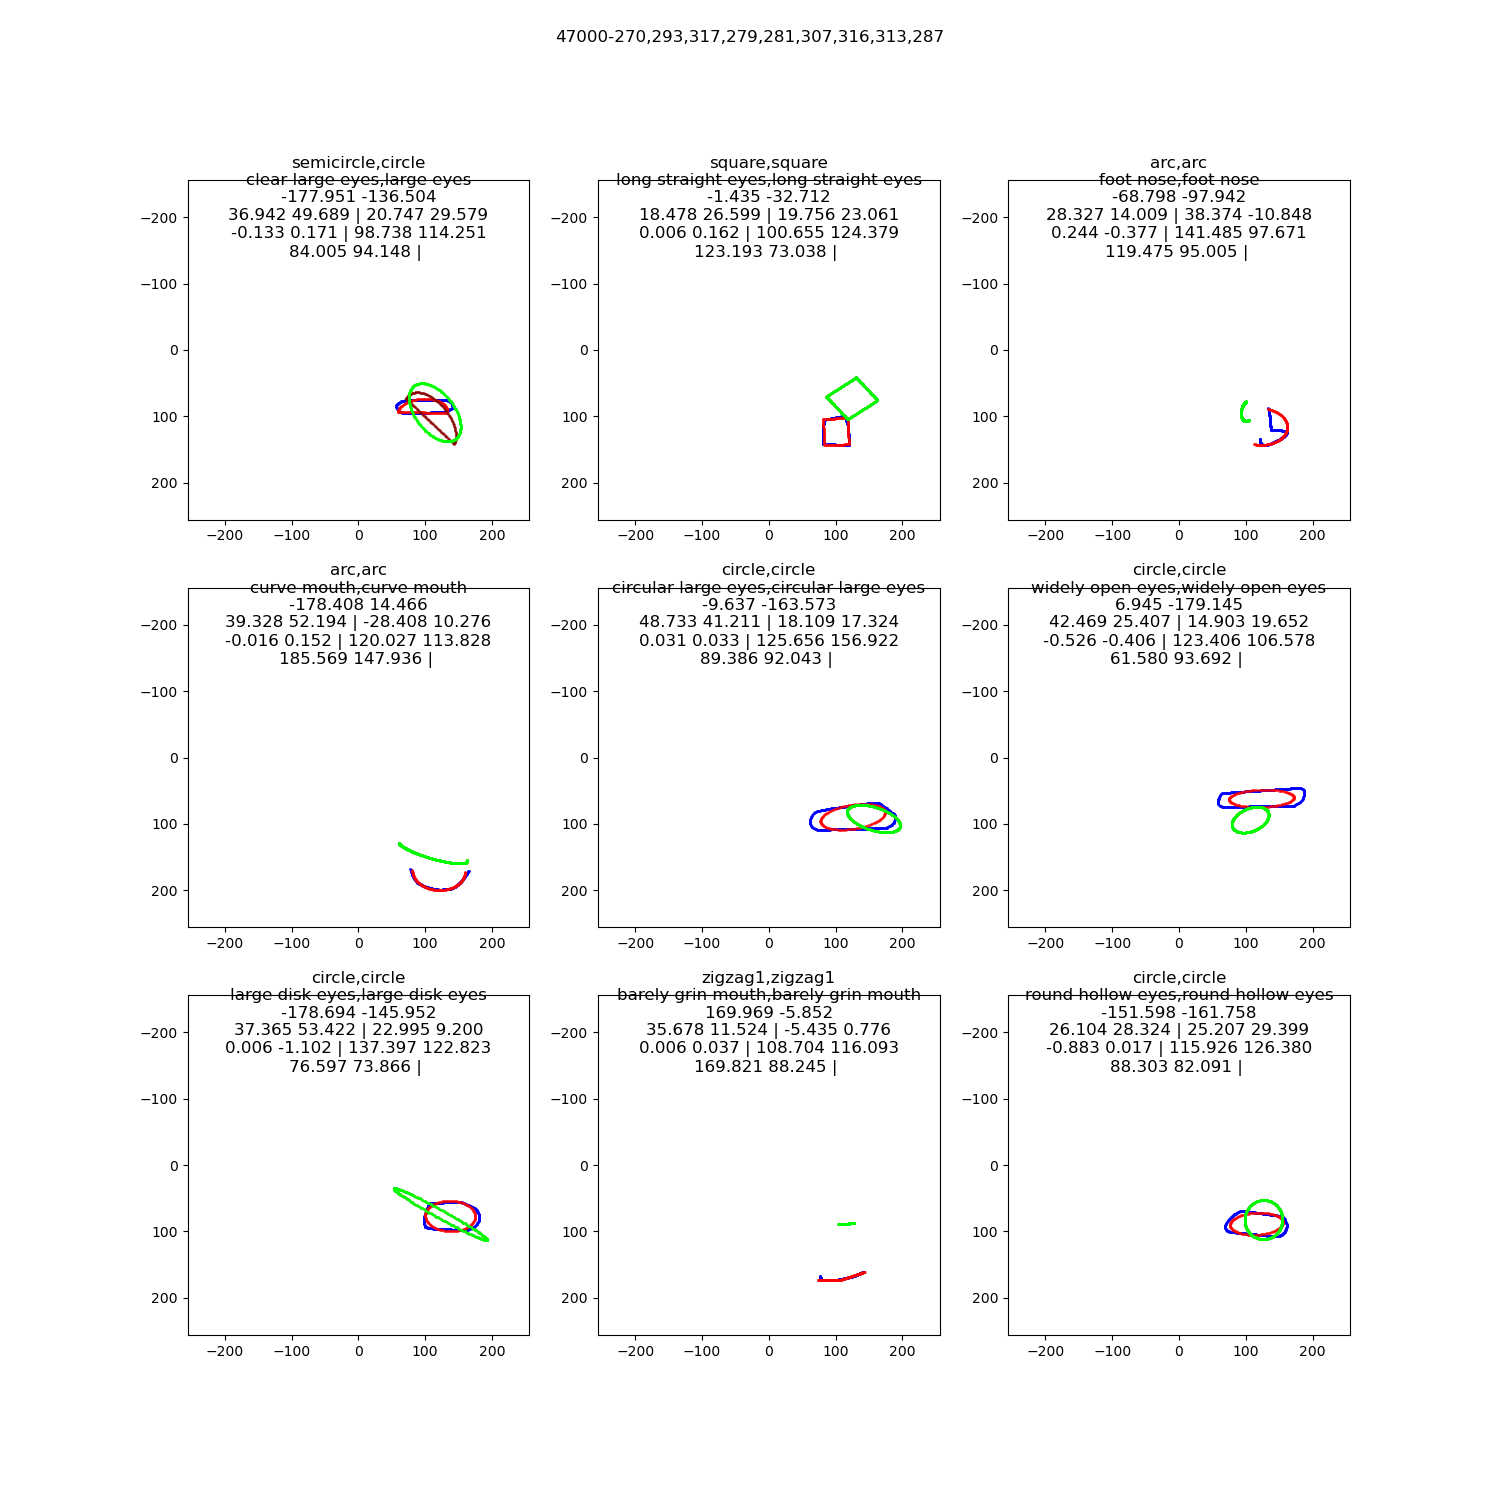 47000-270,293,317,279,281,307,316,313,287
semicircle,circle
clear large eyes,large eyes
-177.951 -136.504
36.942 49.689 | 20.747 29.579
-0.133 0.171 | 98.738 114.251
84.005 94.148 |
−200
−100
0
100
200
−200 −100 0 100 200
square,square
long straight eyes,long straight eyes
-1.435 -32.712
18.478 26.599 | 19.756 23.061
0.006 0.162 | 100.655 124.379
123.193 73.038 |
−200
−100
0
100
200
−200 −100 0 100 200
arc,arc
foot nose,foot nose
-68.798 -97.942
28.327 14.009 | 38.374 -10.848
0.244 -0.377 | 141.485 97.671
119.475 95.005 |
−200
−100
0
100
200
−200 −100 0 100 200
arc,arc
curve mouth,curve mouth
-178.408 14.466
39.328 52.194 | -28.408 10.276
-0.016 0.152 | 120.027 113.828
185.569 147.936 |
−200
−100
0
100
200
−200 −100 0 100 200
circle,circle
circular large eyes,circular large eyes
-9.637 -163.573
48.733 41.211 | 18.109 17.324
0.031 0.033 | 125.656 156.922
89.386 92.043 |
−200
−100
0
100
200
−200 −100 0 100 200
circle,circle
widely open eyes,widely open eyes
6.945 -179.145
42.469 25.407 | 14.903 19.652
-0.526 -0.406 | 123.406 106.578
61.580 93.692 |
−200
−100
0
100
200
−200 −100 0 100 200
circle,circle
large disk eyes,large disk eyes
-178.694 -145.952
37.365 53.422 | 22.995 9.200
0.006 -1.102 | 137.397 122.823
76.597 73.866 |
−200
−100
0
100
200
−200 −100 0 100 200
zigzag1,zigzag1
barely grin mouth,barely grin mouth
169.969 -5.852
35.678 11.524 | -5.435 0.776
0.006 0.037 | 108.704 116.093
169.821 88.245 |
−200
−100
0
100
200
−200 −100 0 100 200
circle,circle
round hollow eyes,round hollow eyes
-151.598 -161.758
26.104 28.324 | 25.207 29.399
-0.883 0.017 | 115.926 126.380
88.303 82.091 |
−200
−100
0
100
200
−200 −100 0 100 200